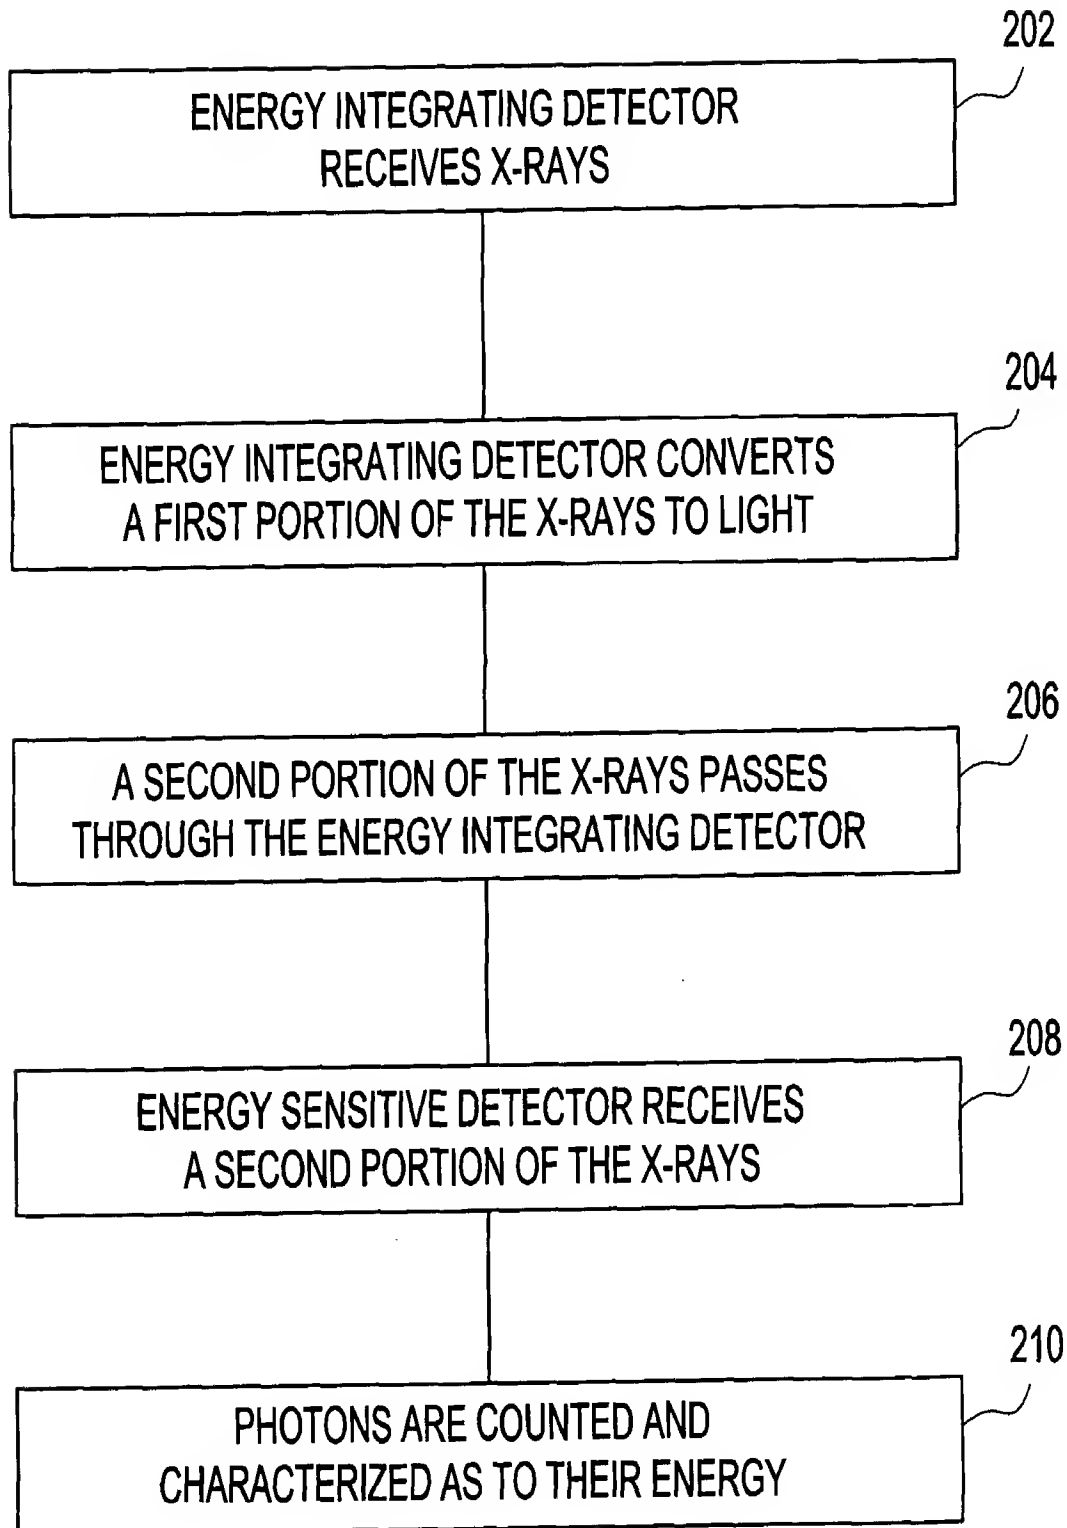 202
ENERGY INTEGRATING DETECTOR
RECEIVES X-RAYS
204
ENERGY INTEGRATING DETECTOR CONVERTS
A FIRST PORTION OF THE X-RAYS TO LIGHT
206
A SECOND PORTION OF THE X-RAYS PASSES
THROUGH THE ENERGY INTEGRATING DETECTOR
208
ENERGY SENSITIVE DETECTOR RECEIVES
A SECOND PORTION OF THE X-RAYS
210
PHOTONS ARE COUNTED AND
CHARACTERIZED AS TO THEIR ENERGY